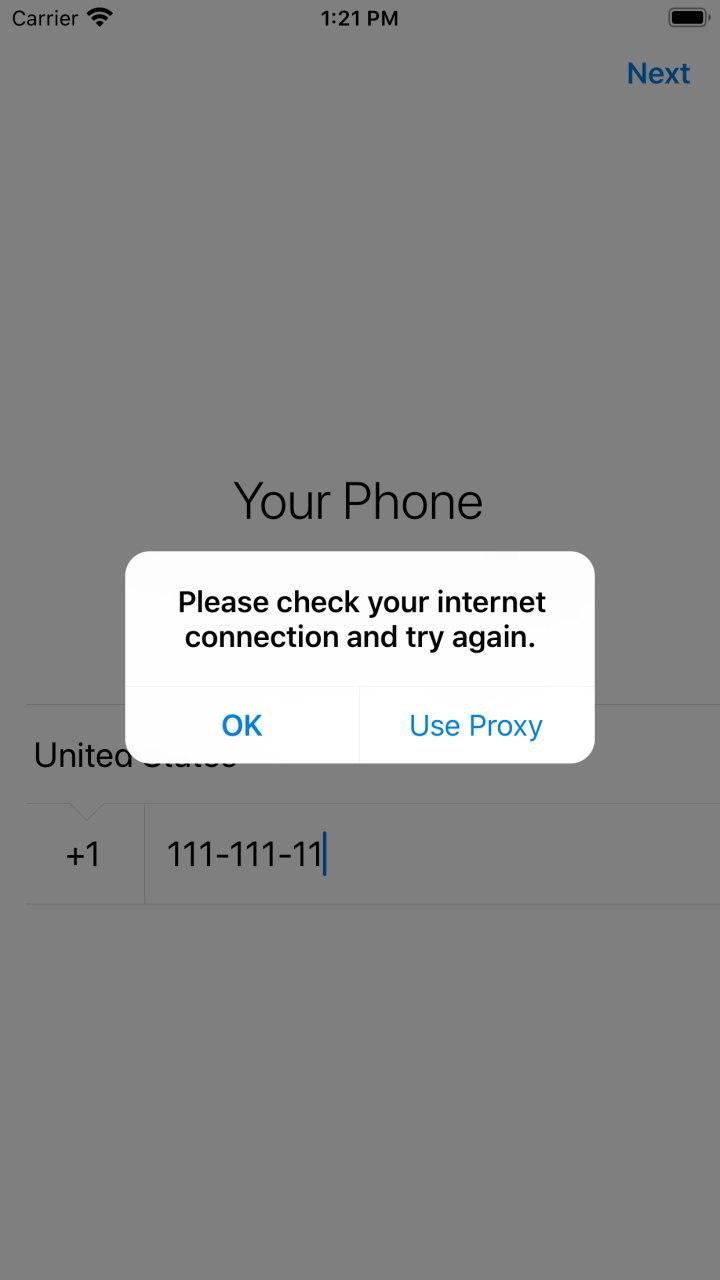 Carrier 1:21 PM
Next
Your Phone
Please check your internet
connection and try again.
OK Use Proxy
United States
+1 111-111-11